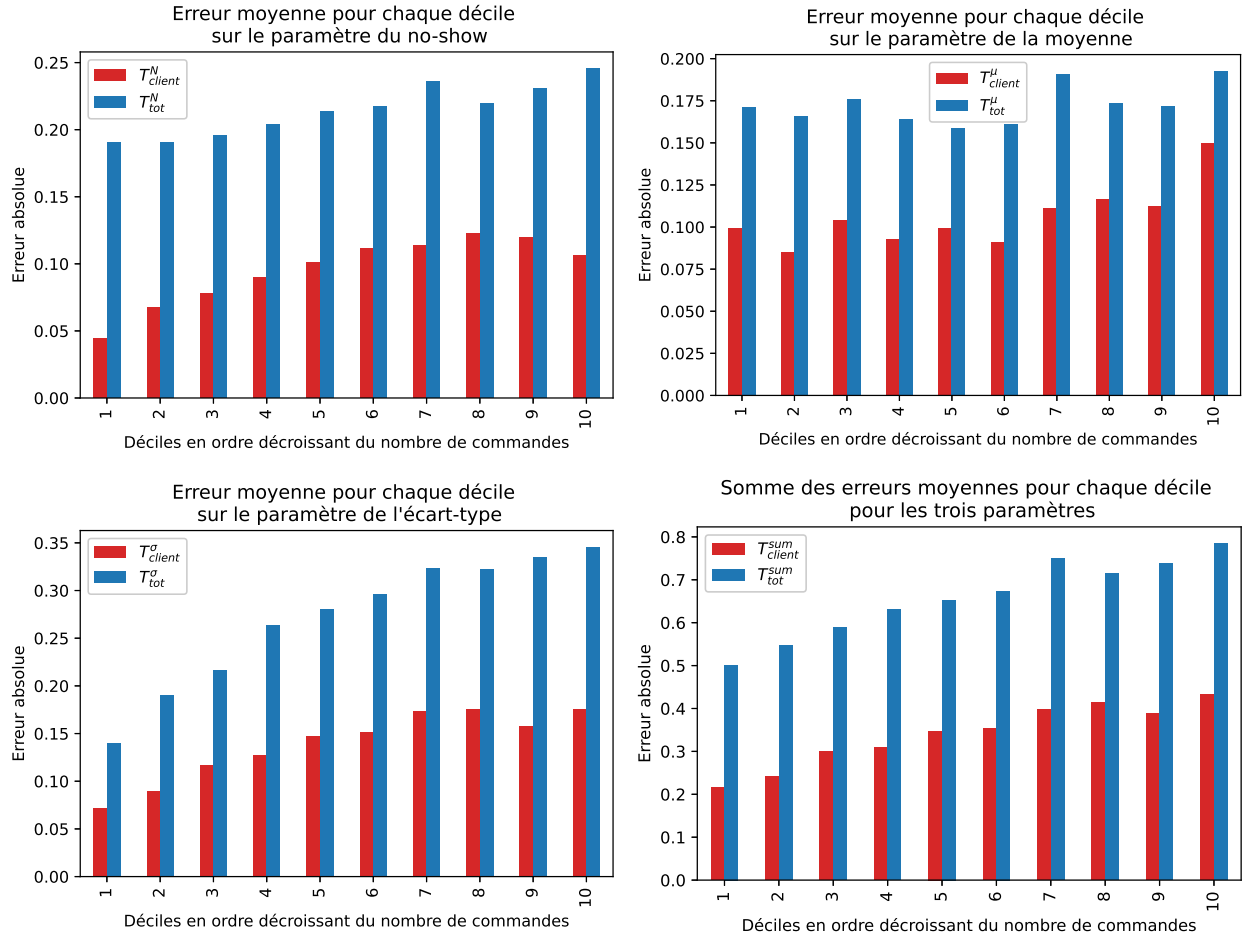 Erreur moyenne pour chaque décile
sur le paramètre du no-show
0.25
0.20
0.15
0.10
0.05
0.00
Erreur absolue
T^N_client
T^N_tot
1 2 3 4 5 6 7 8 9 10
Déciles en ordre décroissant du nombre de commandes
Erreur moyenne pour chaque décile
sur le paramètre de la moyenne
0.200
0.175
0.150
0.125
0.100
0.075
0.050
0.025
0.000
Erreur absolue
T^μ_client
T^μ_tot
1 2 3 4 5 6 7 8 9 10
Déciles en ordre décroissant du nombre de commandes
Erreur moyenne pour chaque décile
sur le paramètre de l'écart-type
0.35
0.30
0.25
0.20
0.15
0.10
0.05
0.00
Erreur absolue
T^σ_client
T^σ_tot
1 2 3 4 5 6 7 8 9 10
Déciles en ordre décroissant du nombre de commandes
Somme des erreurs moyennes pour chaque décile
pour les trois paramètres
0.8
0.7
0.6
0.5
0.4
0.3
0.2
0.1
0.0
Erreur absolue
T^sum_client
T^sum_tot
1 2 3 4 5 6 7 8 9 10
Déciles en ordre décroissant du nombre de commandes